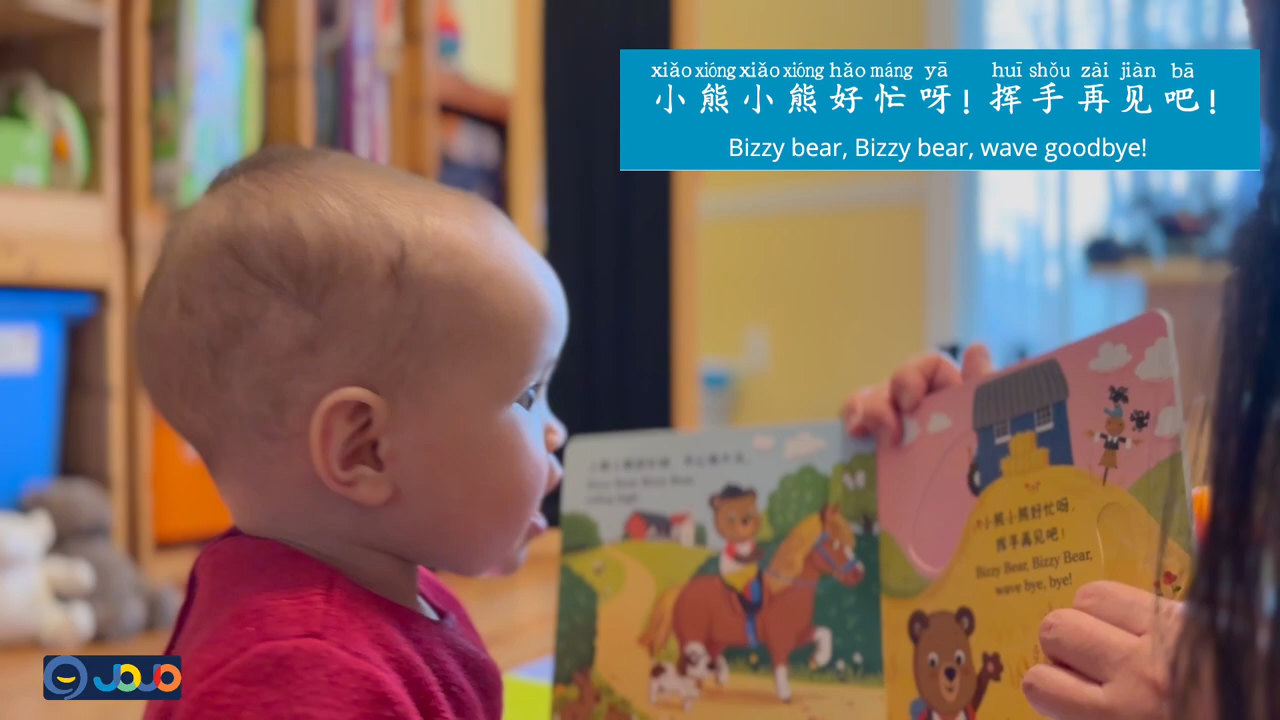 xiǎo xióng xiǎo xióng hǎo máng yā huī shǒu zài jiàn bā
小熊小熊好忙呀! 挥手再见吧!
Bizzy bear, Bizzy bear, wave goodbye!
小熊小熊好忙呀,
挥手再见吧!
Bizzy Bear, Bizzy Bear,
wave bye, bye!
JOJO